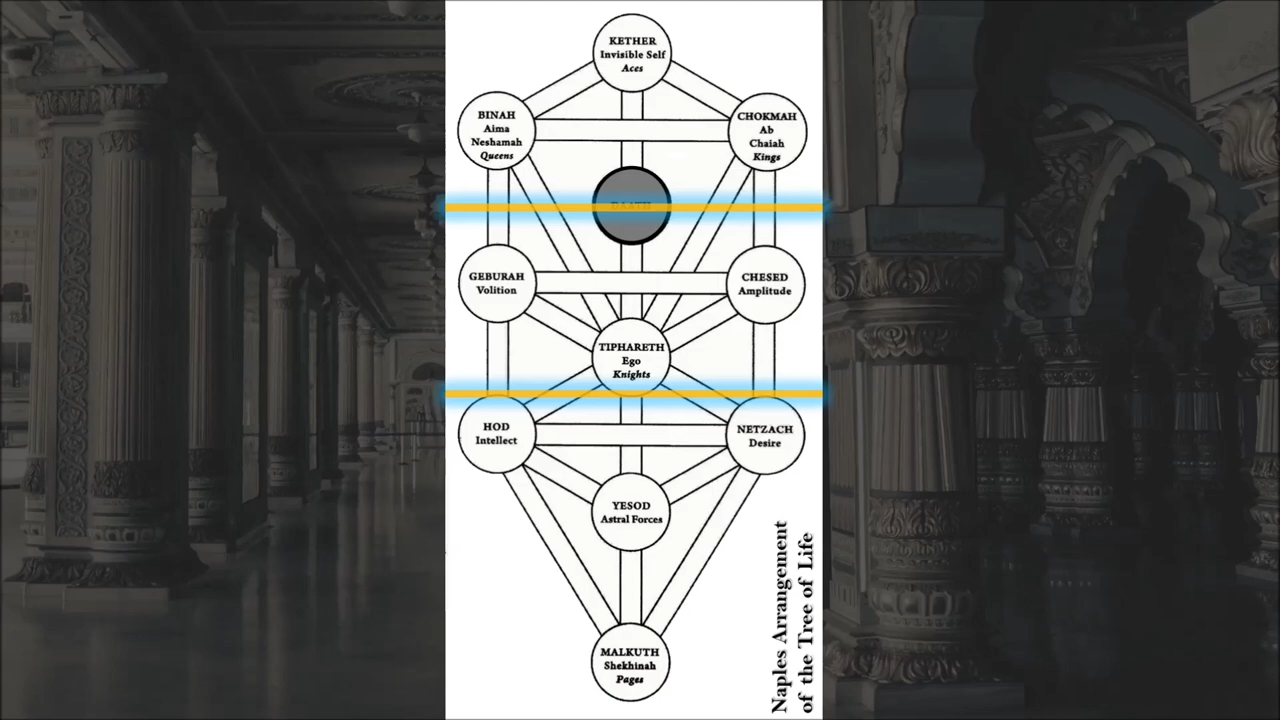 KETHER
Invisible Self
Aces
BINAH
Aima
Neshamah
Queens
CHOKMAH
Ab
Chaiah
Kings
GEBURAH
Volition
CHESED
Amplitude
TIPHARETH
Ego
Knights
HOD
Intellect
NETZACH
Desire
YESOD
Astral Forces
MALKUTH
Shekhinah
Pages
Naples Arrangement
of the Tree of Life